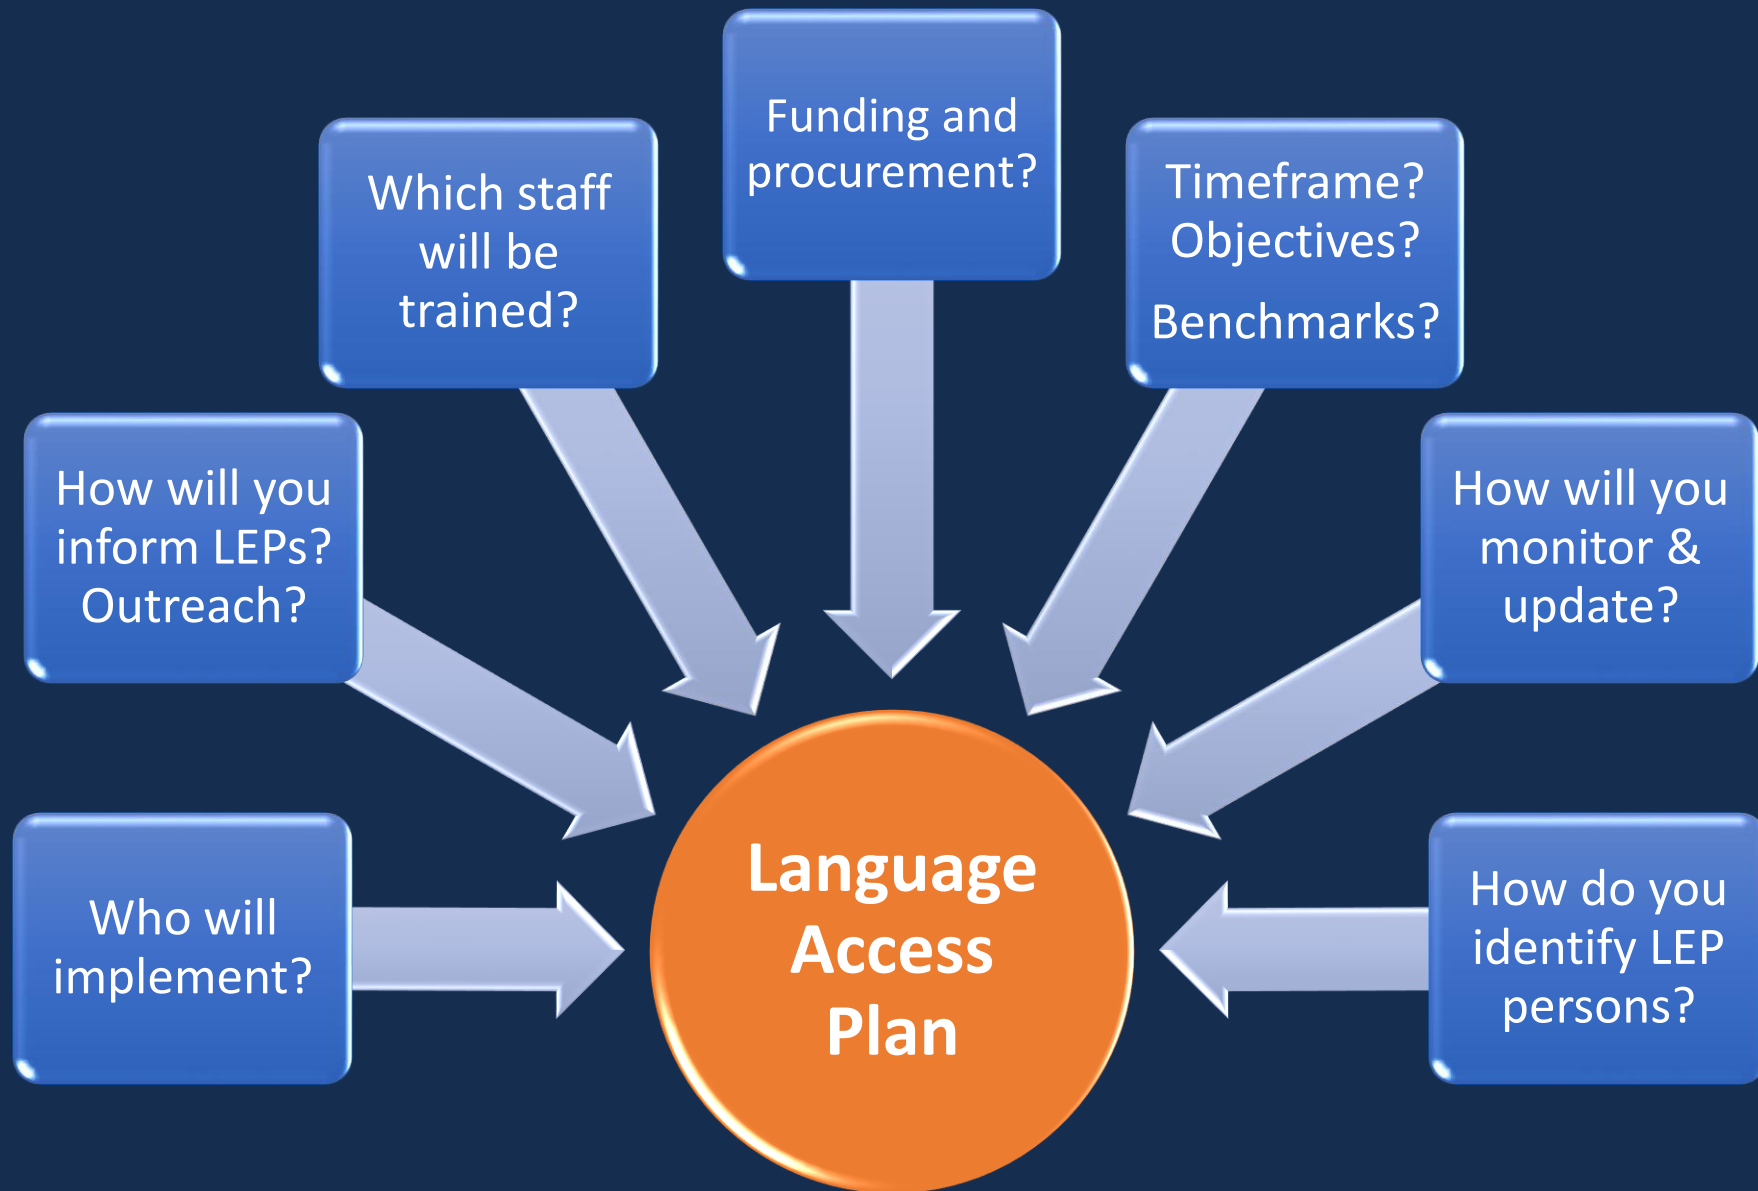 Funding and
procurement?
Which staff
will be
trained?
Timeframe?
Objectives?
Benchmarks?
How will you
inform LEPs?
Outreach?
How will you
monitor &
update?
Who will
implement?
Language
Access
Plan
How do you
identify LEP
persons?